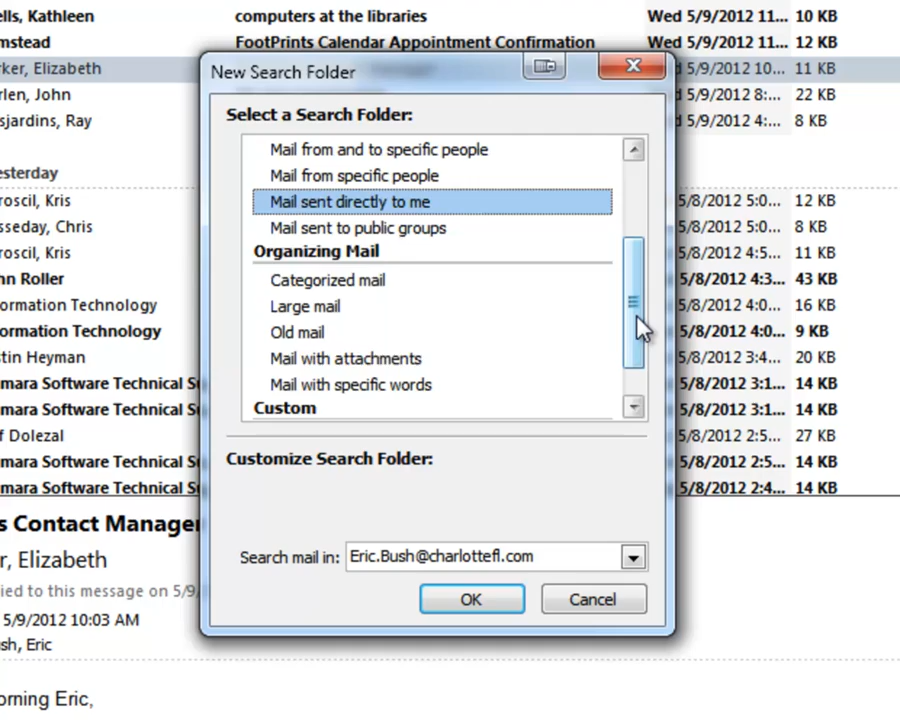 ells, Kathleen computers at the libraries Wed 5/9/2012 11... 10 KB
mstead FootPrints Calendar Appointment Confirmation Wed 5/9/2012 11... 12 KB
rker, Elizabeth d 5/9/2012 10... 11 KB
New Search Folder
rlen, John d 5/9/2012 8:... 22 KB
Select a Search Folder:
sjardins, Ray d 5/9/2012 4:... 8 KB
Mail from and to specific people
esterday
Mail from specific people
roscil, Kris Mail sent directly to me 5/8/2012 5:0... 12 KB
sseday, Chris Mail sent to public groups 5/8/2012 5:0... 8 KB
roscil, Kris Organizing Mail 5/8/2012 4:5... 11 KB
nn Roller Categorized mail 5/8/2012 4:3... 43 KB
ormation Technology Large mail 5/8/2012 4:0... 16 KB
ormation Technology Old mail 5/8/2012 4:0... 9 KB
stin Heyman Mail with attachments 5/8/2012 3:4... 20 KB
mara Software Technical Su Mail with specific words 5/8/2012 3:1... 14 KB
mara Software Technical Su Custom 5/8/2012 3:1... 14 KB
ff Dolezal 5/8/2012 2:5... 27 KB
mara Software Technical Su Customize Search Folder: 5/8/2012 2:5... 14 KB
mara Software Technical Su 5/8/2012 2:4... 14 KB
s Contact Manager
r, Elizabeth Search mail in: Eric.Bush@charlottefl.com
ied to this message on 5/9/ OK Cancel
5/9/2012 10:03 AM
sh, Eric
orning Eric,